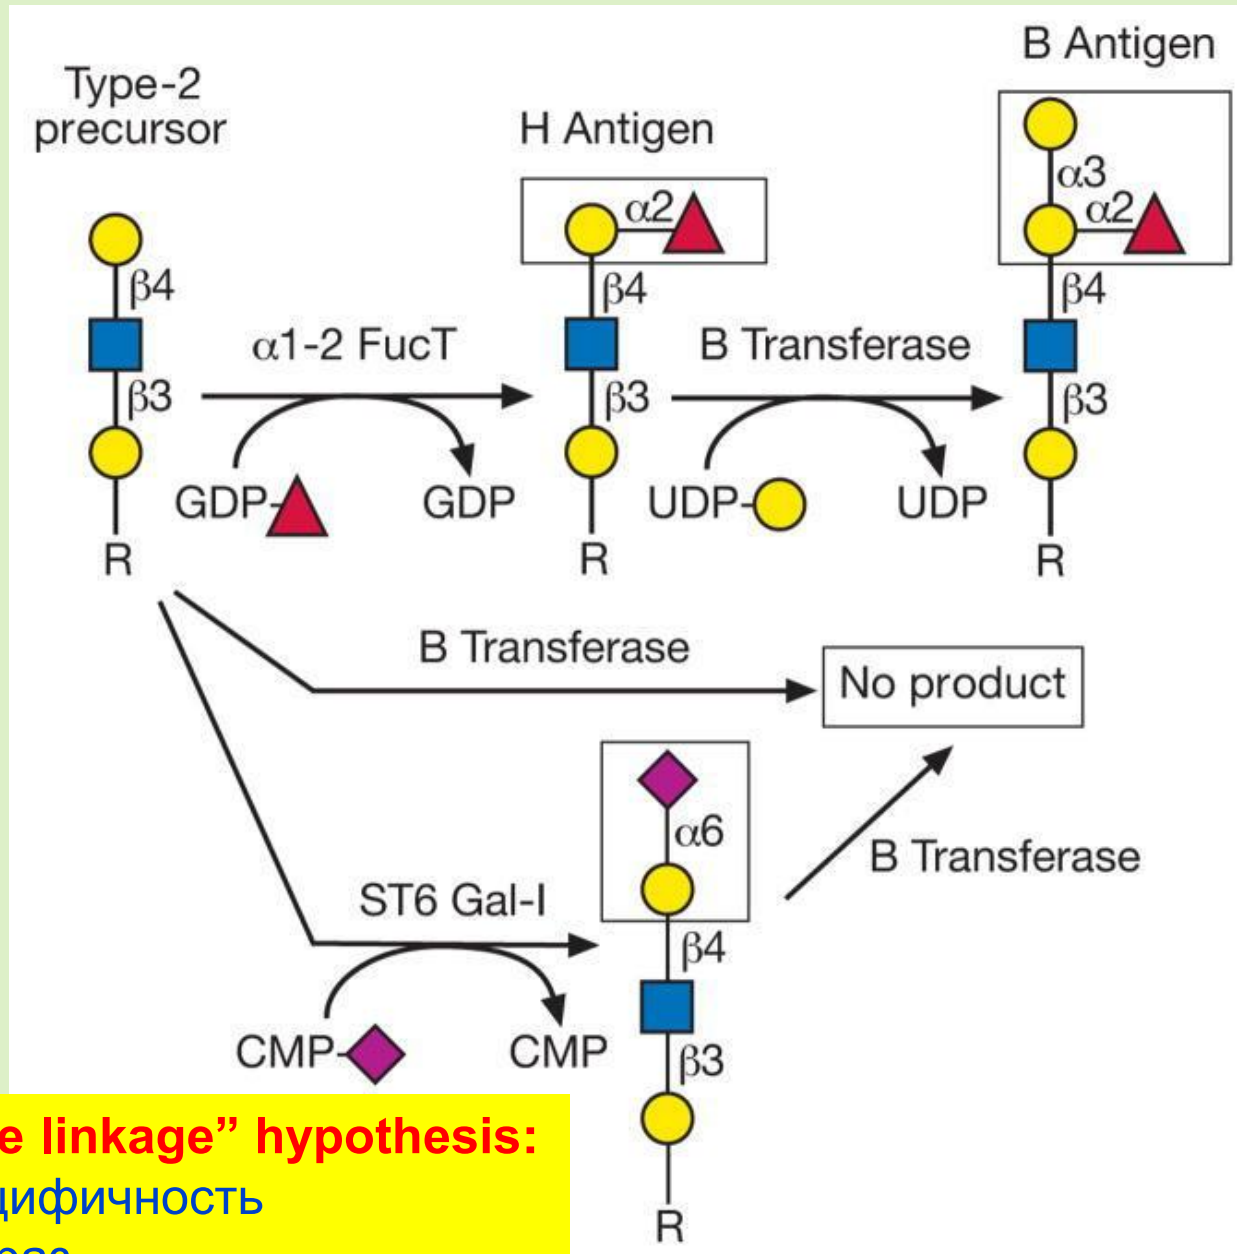 Type-2
precursor
β4
β3
R
α1-2 FucT
GDP-
GDP
H Antigen
α2
β4
β3
R
B Transferase
UDP-
UDP
B Antigen
α3
α2
β4
β3
R
B Transferase
No product
ST6 Gal-I
CMP-
CMP
α6
β4
β3
R
B Transferase
linkage” hypothesis: